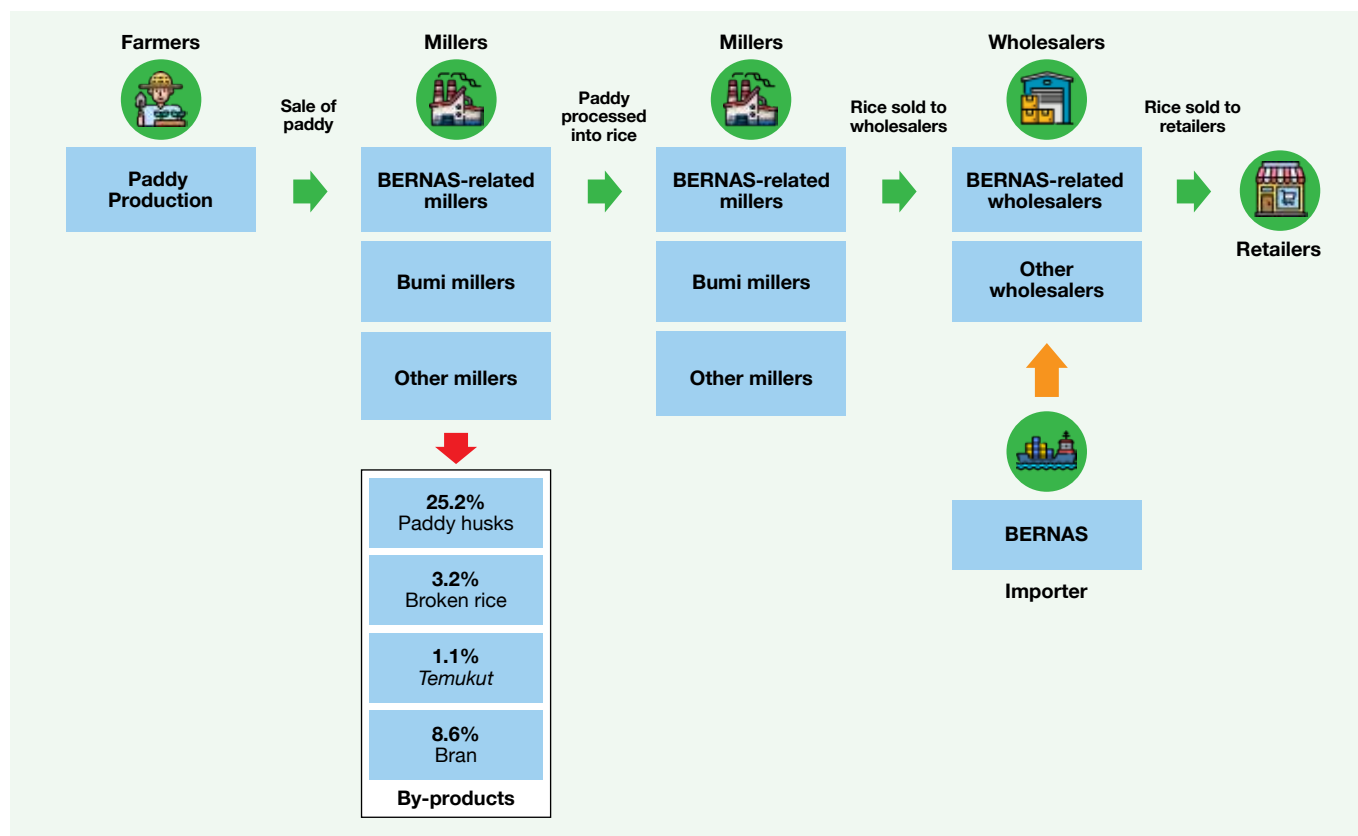 Farmers
Millers
Millers
Wholesalers
Sale of
paddy
Paddy
processed
into rice
Rice sold to
wholesalers
Rice sold to
retailers
Paddy
Production
BERNAS-related
millers
BERNAS-related
millers
BERNAS-related
wholesalers
Retailers
Bumi millers
Bumi millers
Other
wholesalers
Other millers
Other millers
25.2%
Paddy husks
3.2%
Broken rice
1.1%
Temukut
8.6%
Bran
By-products
BERNAS
Importer